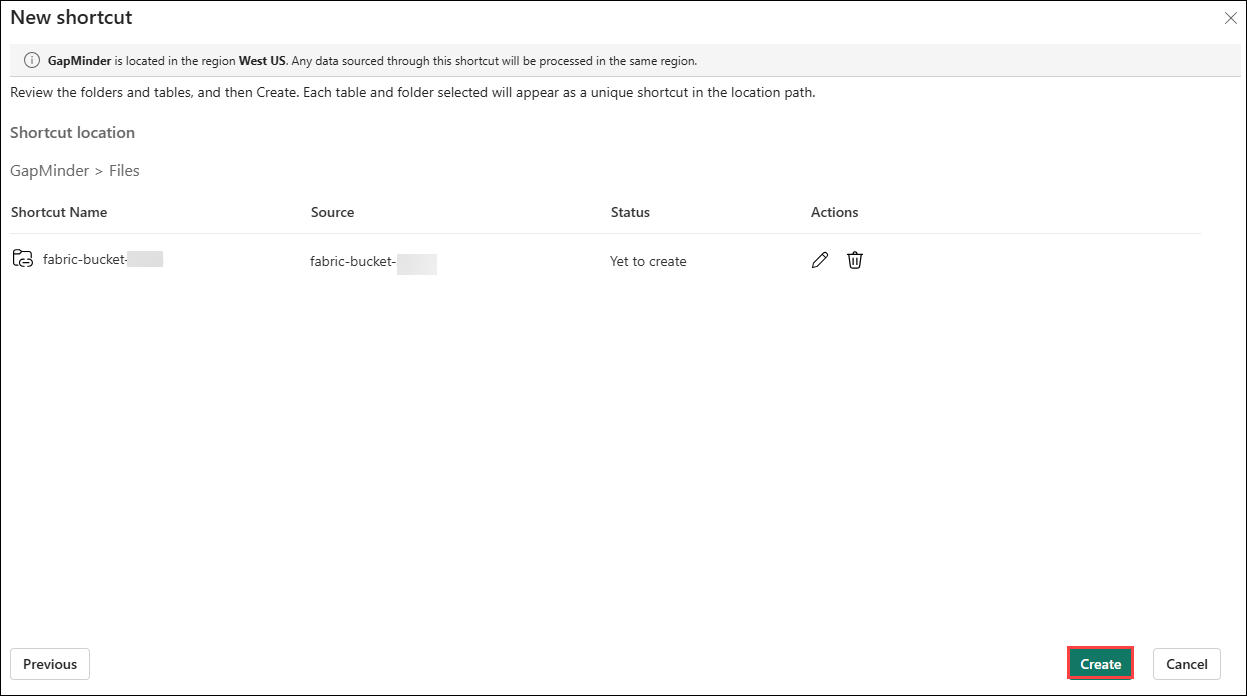 New shortcut
GapMinder is located in the region West US. Any data sourced through this shortcut will be processed in the same region.
Review the folders and tables, and then Create. Each table and folder selected will appear as a unique shortcut in the location path.
Shortcut location
GapMinder > Files
Shortcut Name Source Status Actions
fabric-bucket- fabric-bucket- Yet to create
Previous Create Cancel